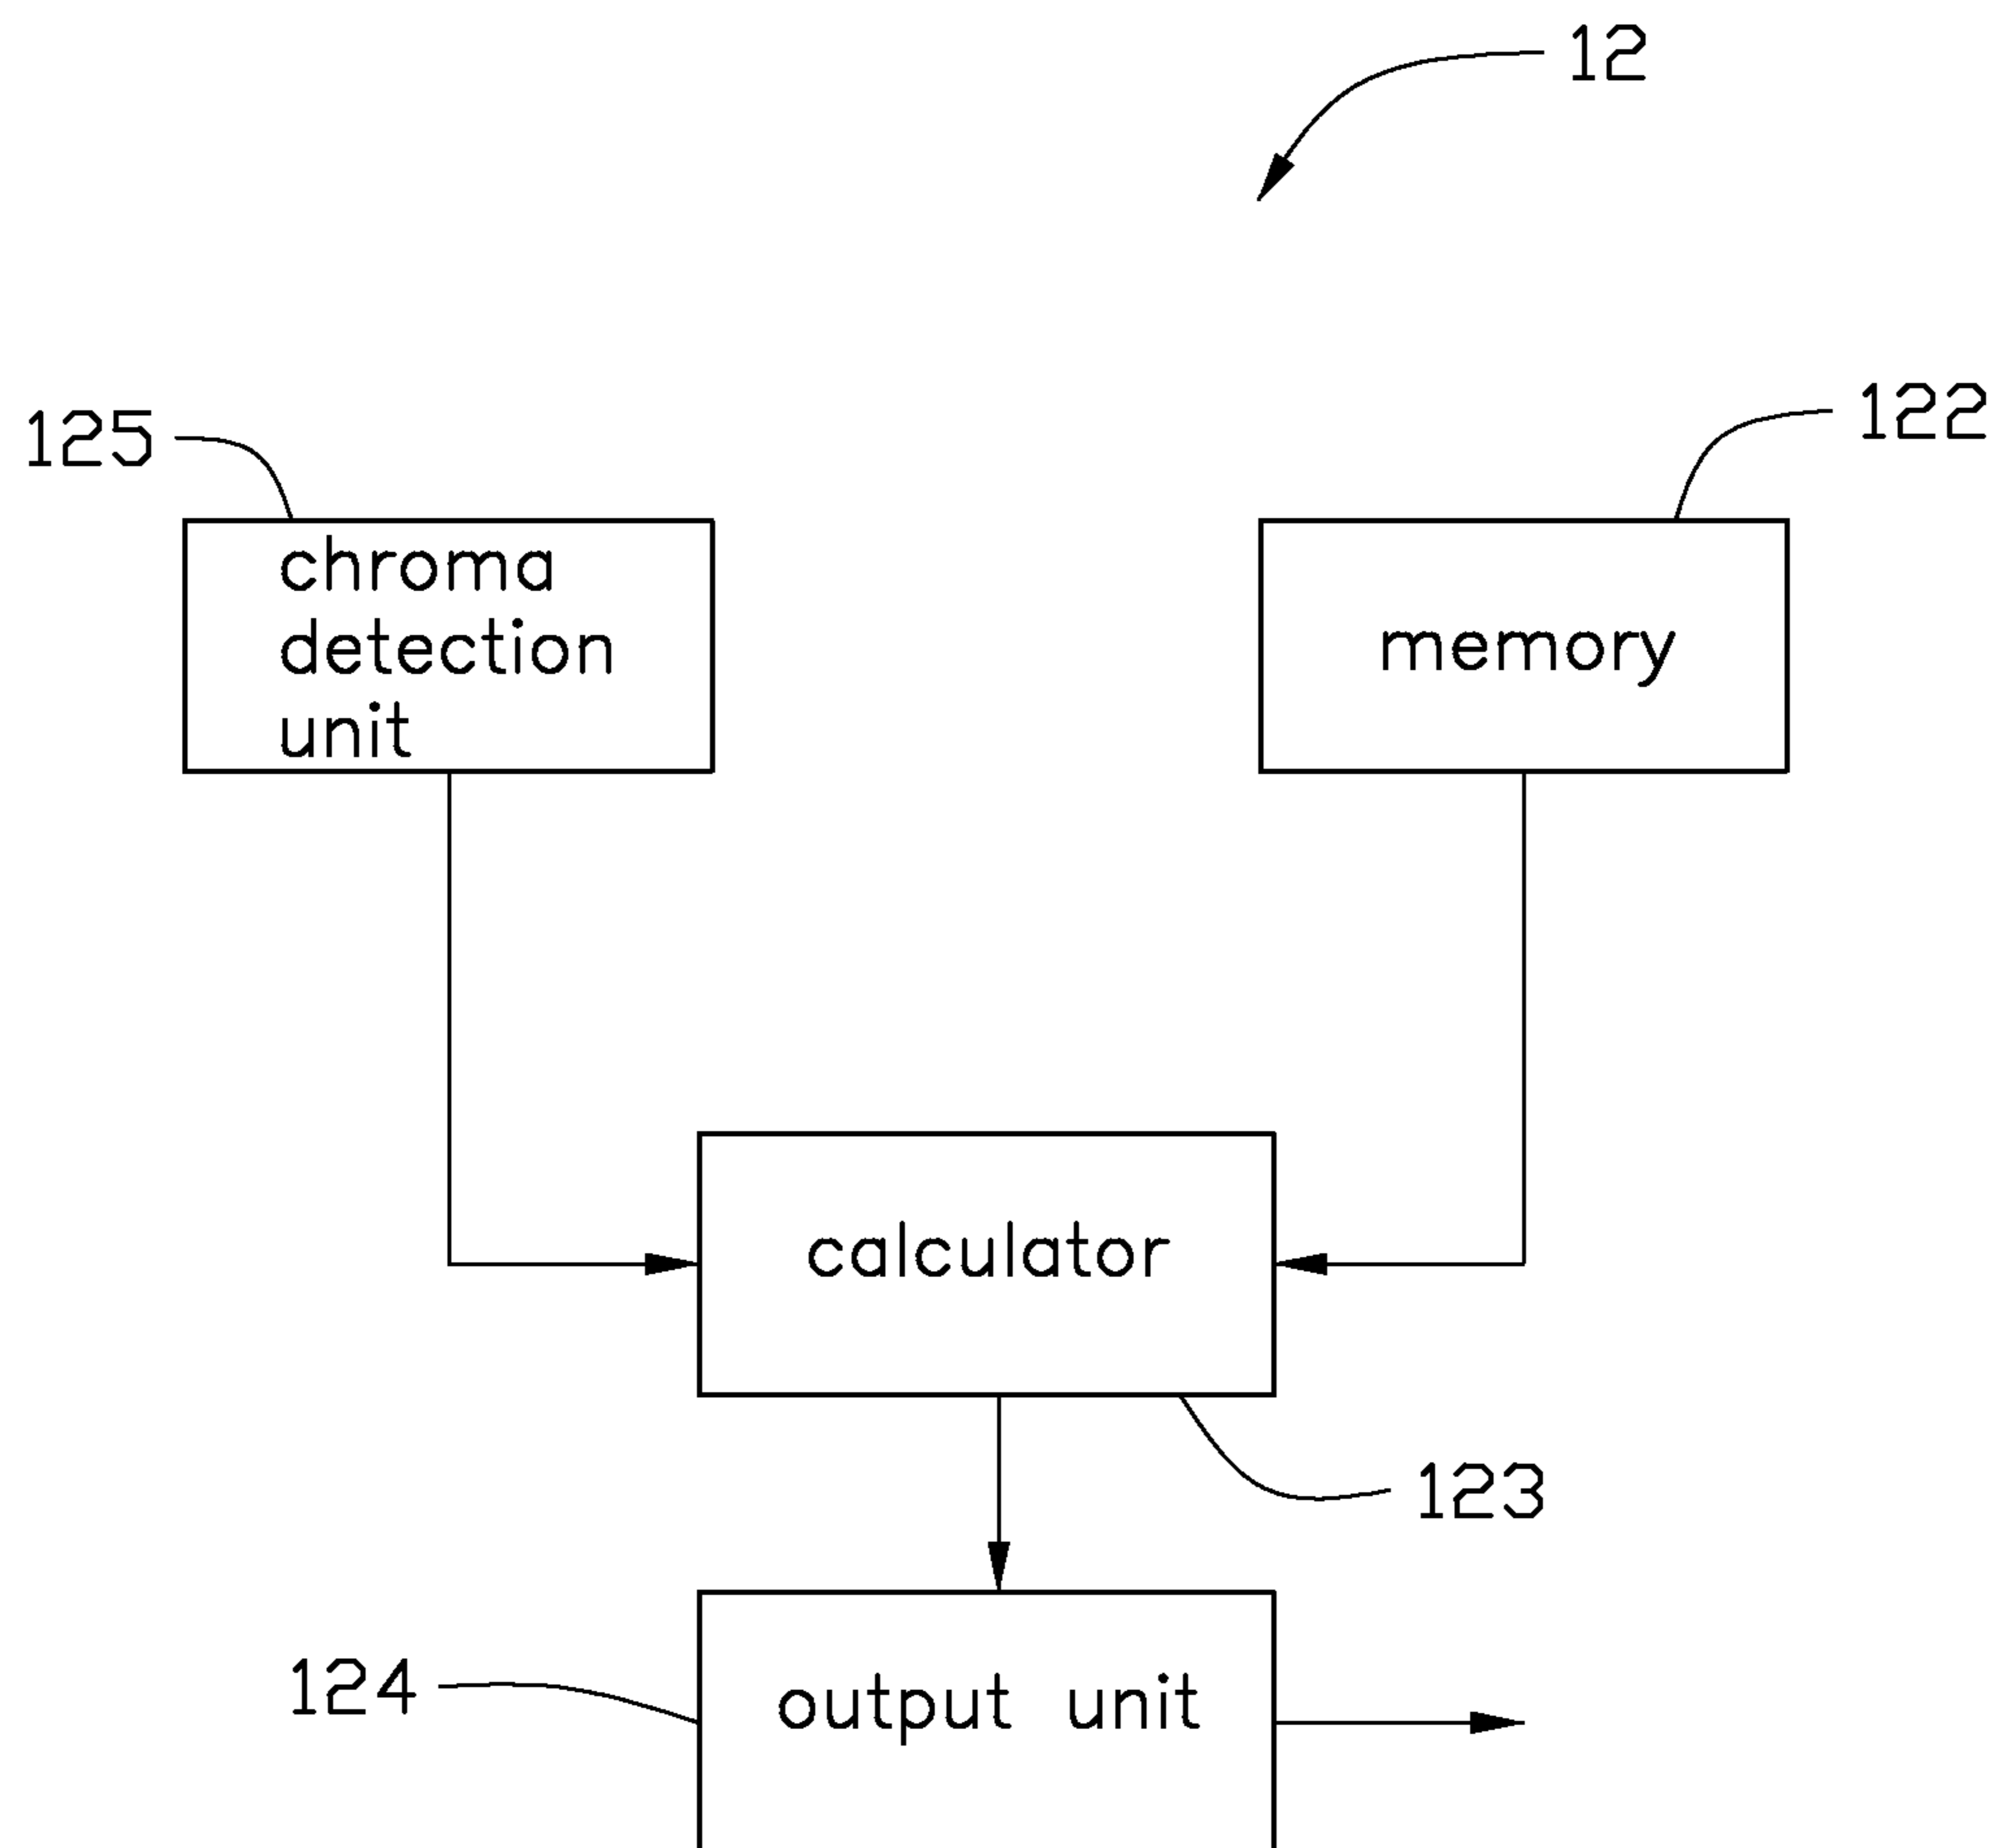 12
125
122
chroma
detection
unit
memory
calculator
123
124
output unit